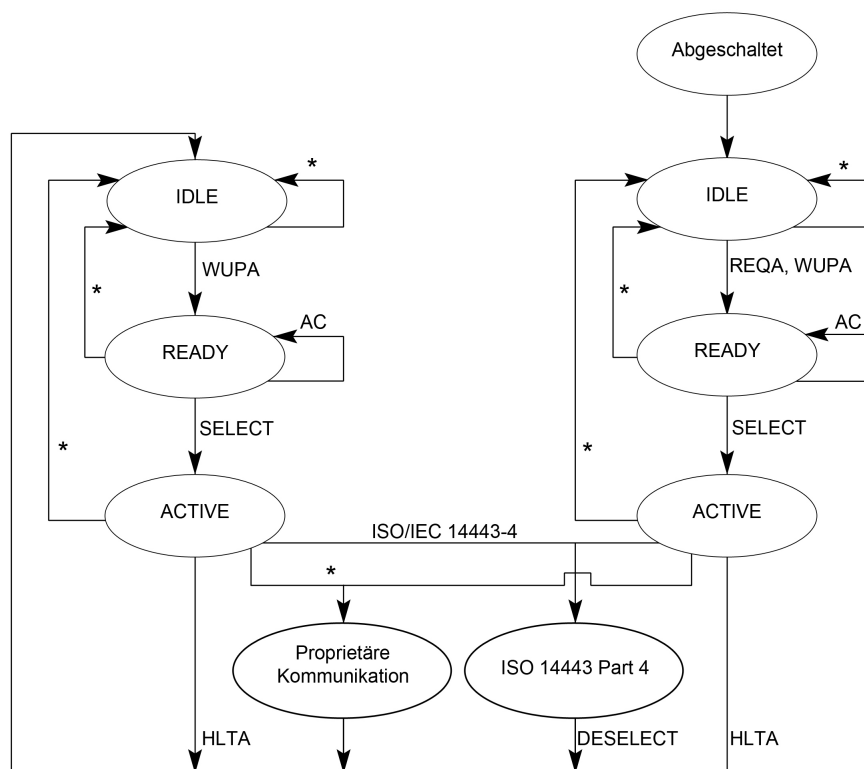 Abgeschaltet
*
*
IDLE
IDLE
WUPA
REQA, WUPA
*
*
AC
AC
READY
READY
SELECT
SELECT
*
*
ACTIVE
ACTIVE
ISO/IEC 14443-4
*
Proprietäre
Kommunikation
ISO 14443 Part 4
HLTA
DESELECT
HLTA